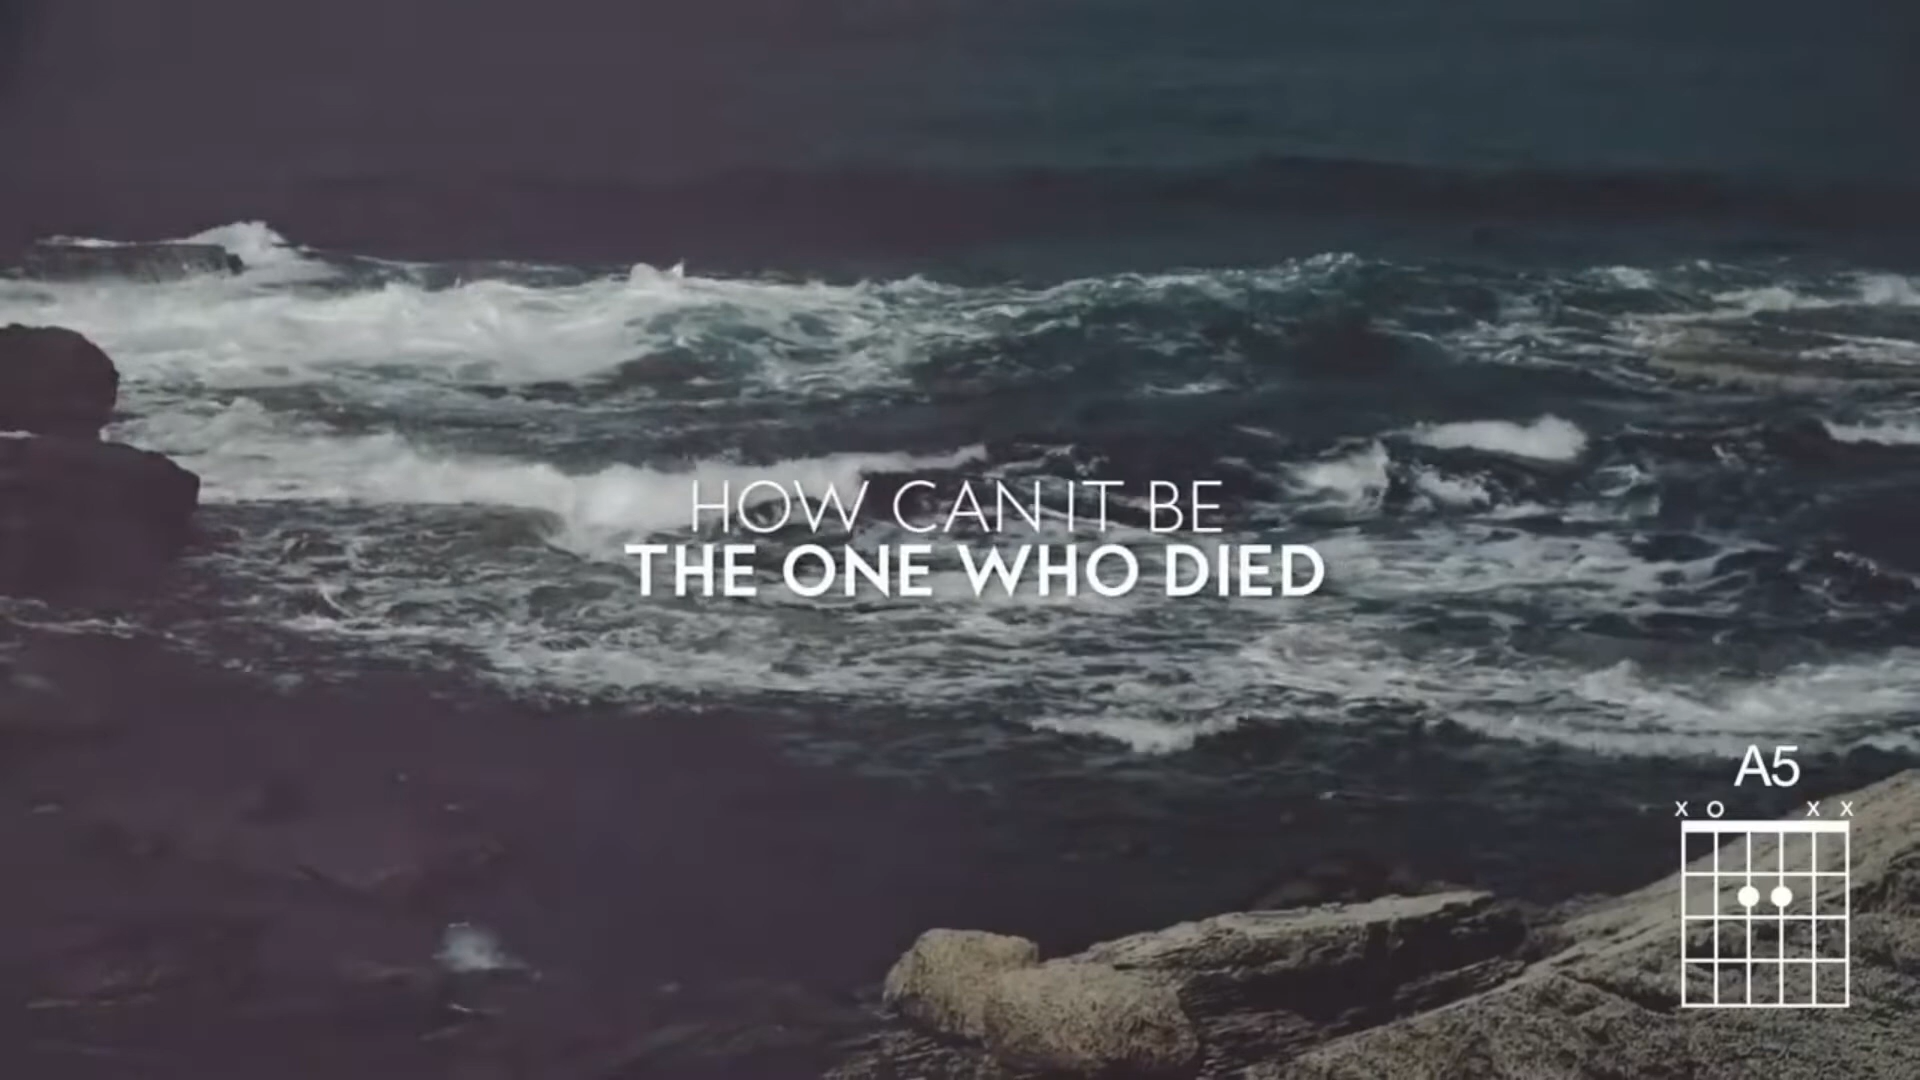 HOW CAN IT BE
THE ONE WHO DIED
A5
x o x x